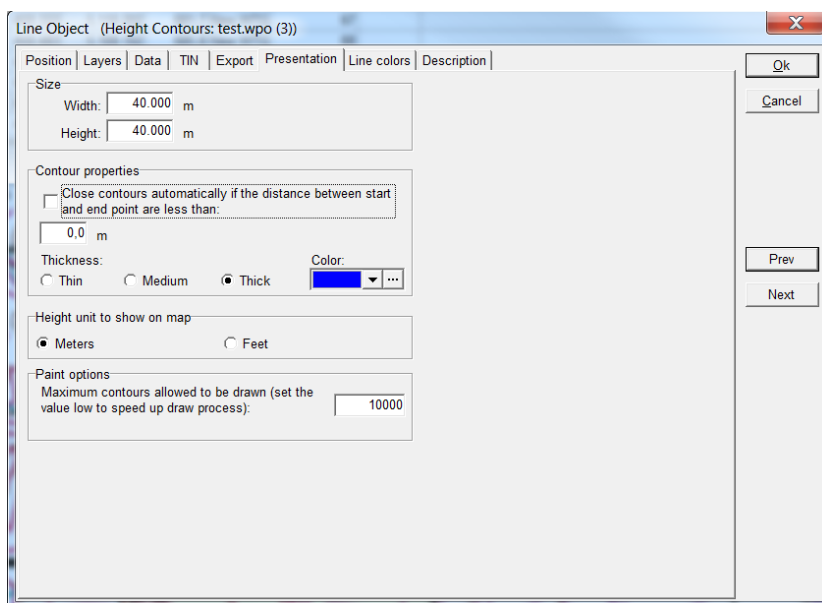 Line Object (Height Contours: test.wpo (3))
Position Layers Data TIN Export Presentation Line colors Description
Ok
Cancel
Size
Width: 40.000 m
Height: 40.000 m
Contour properties
Close contours automatically if the distance between start
and end point are less than:
0,0 m
Thickness: Color:
Thin Medium Thick
...
Prev
Next
Height unit to show on map
Meters Feet
Paint options
Maximum contours allowed to be drawn (set the
value low to speed up draw process):
10000